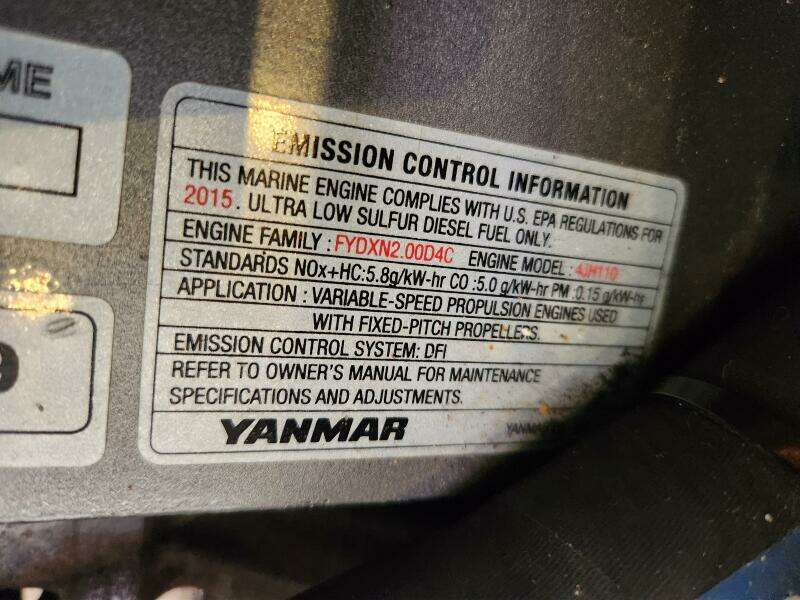 ME
EMISSION CONTROL INFORMATION
THIS MARINE ENGINE COMPLIES WITH U.S. EPA REGULATIONS FOR
2015. ULTRA LOW SULFUR DIESEL FUEL ONLY.
ENGINE FAMILY : FYDXN2.00D4C ENGINE MODEL : 4JH110
STANDARDS NOx+HC:5.8g/kW-hr CO :5.0 g/kW-hr PM :0.15 g/kW-hr
APPLICATION : VARIABLE-SPEED PROPULSION ENGINES USED
WITH FIXED-PITCH PROPELLERS.
EMISSION CONTROL SYSTEM: DFI
REFER TO OWNER'S MANUAL FOR MAINTENANCE
SPECIFICATIONS AND ADJUSTMENTS.
YANMAR
YANMAR